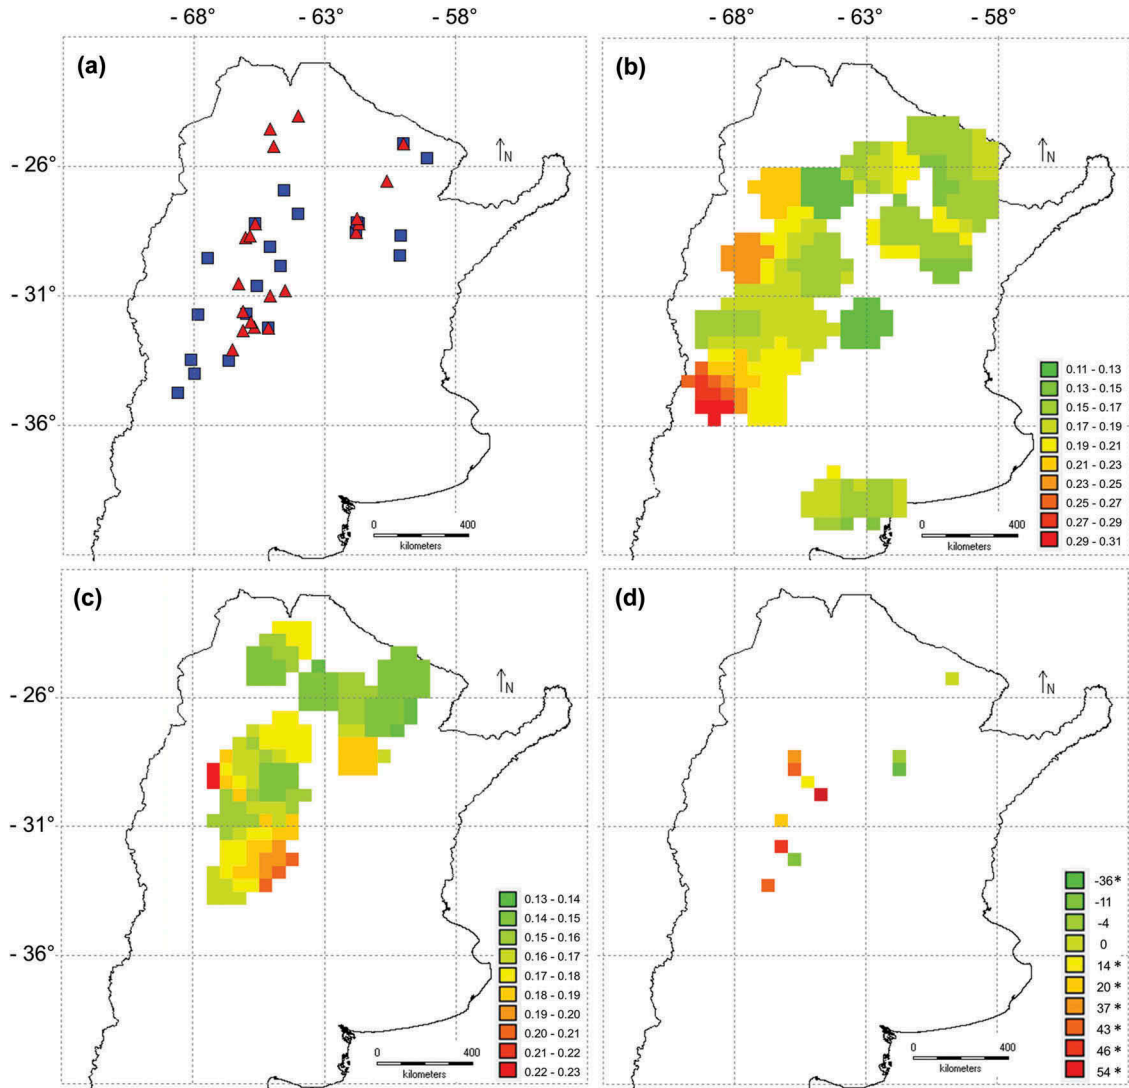 - 68° - 63° - 58° - 68° - 63° - 58°
(a)
N
- 26°
- 31°
- 36°
0 400
kilometers
(b)
N
0.11 - 0.13
0.13 - 0.15
0.15 - 0.17
0.17 - 0.19
0.19 - 0.21
0.21 - 0.23
0.23 - 0.25
0.25 - 0.27
0.27 - 0.29
0.29 - 0.31
0 400
kilometers
(c)
N
- 26°
- 31°
- 36°
0.13 - 0.14
0.14 - 0.15
0.15 - 0.16
0.16 - 0.17
0.17 - 0.18
0.18 - 0.19
0.19 - 0.20
0.20 - 0.21
0.21 - 0.22
0.22 - 0.23
0 400
kilometers
(d)
N
-36*
-11
-4
0
14*
20*
37*
43*
46*
54*
0 400
kilometers